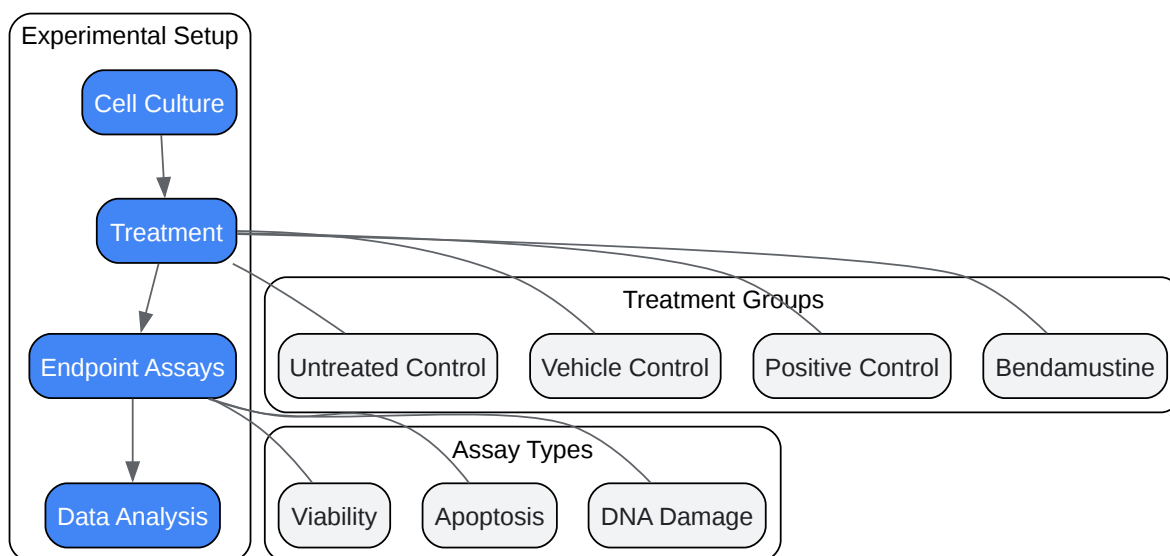 Experimental Setup
Cell Culture
Treatment
Treatment Groups
Endpoint Assays
Untreated Control
Vehicle Control
Positive Control
Bendamustine
Assay Types
Data Analysis
Viability
Apoptosis
DNA Damage